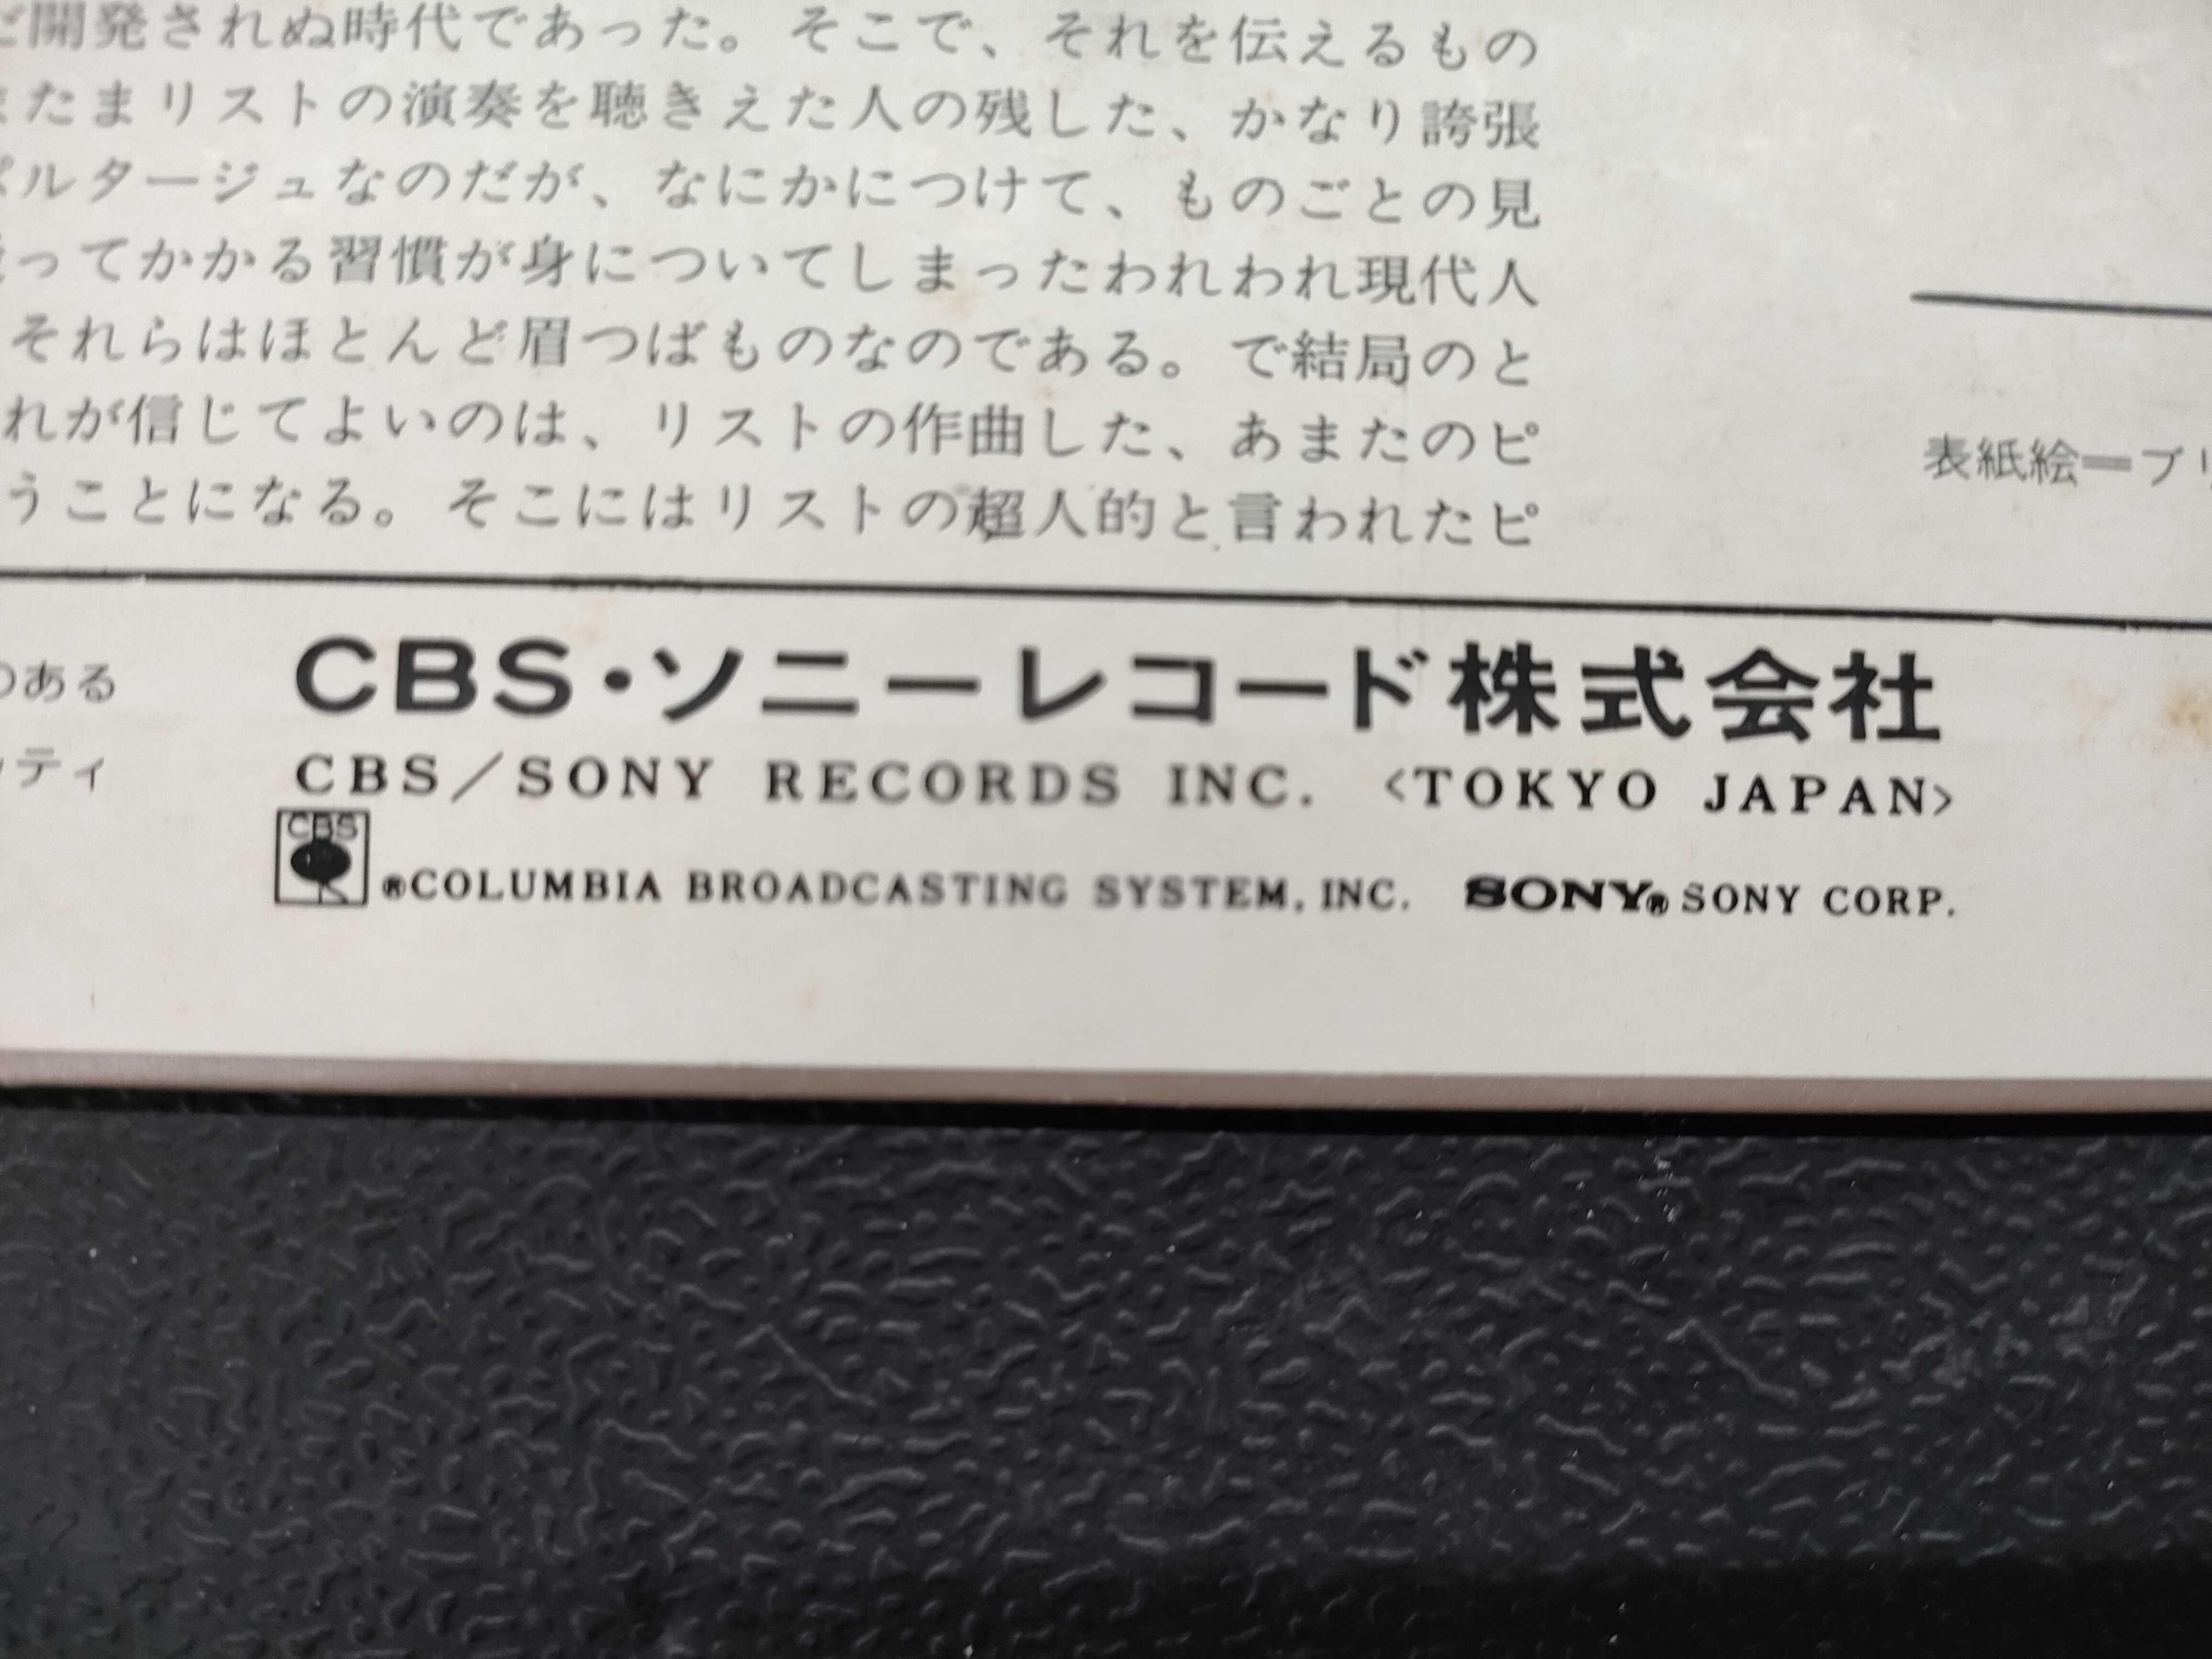 開発されぬ時代であった。そこで、それを伝えるもの
たまリストの演奏を聴きえた人の残した、かなり誇張
ルタージュなのだが、なにかにつけて、ものごとの見
ってかかる習慣が身についてしまったわれわれ現代人
それらはほとんど眉つばものなのである。で結局のと
れが信じてよいのは、リストの作曲した、あまたのピ
うことになる。そこにはリストの超人的と言われたピ
表紙絵＝ブリ
のある
ティ
CBS・ソニーレコード株式会社
CBS／SONY RECORDS INC. <TOKYO JAPAN>
CBS
®COLUMBIA BROADCASTING SYSTEM, INC. SONY® SONY CORP.